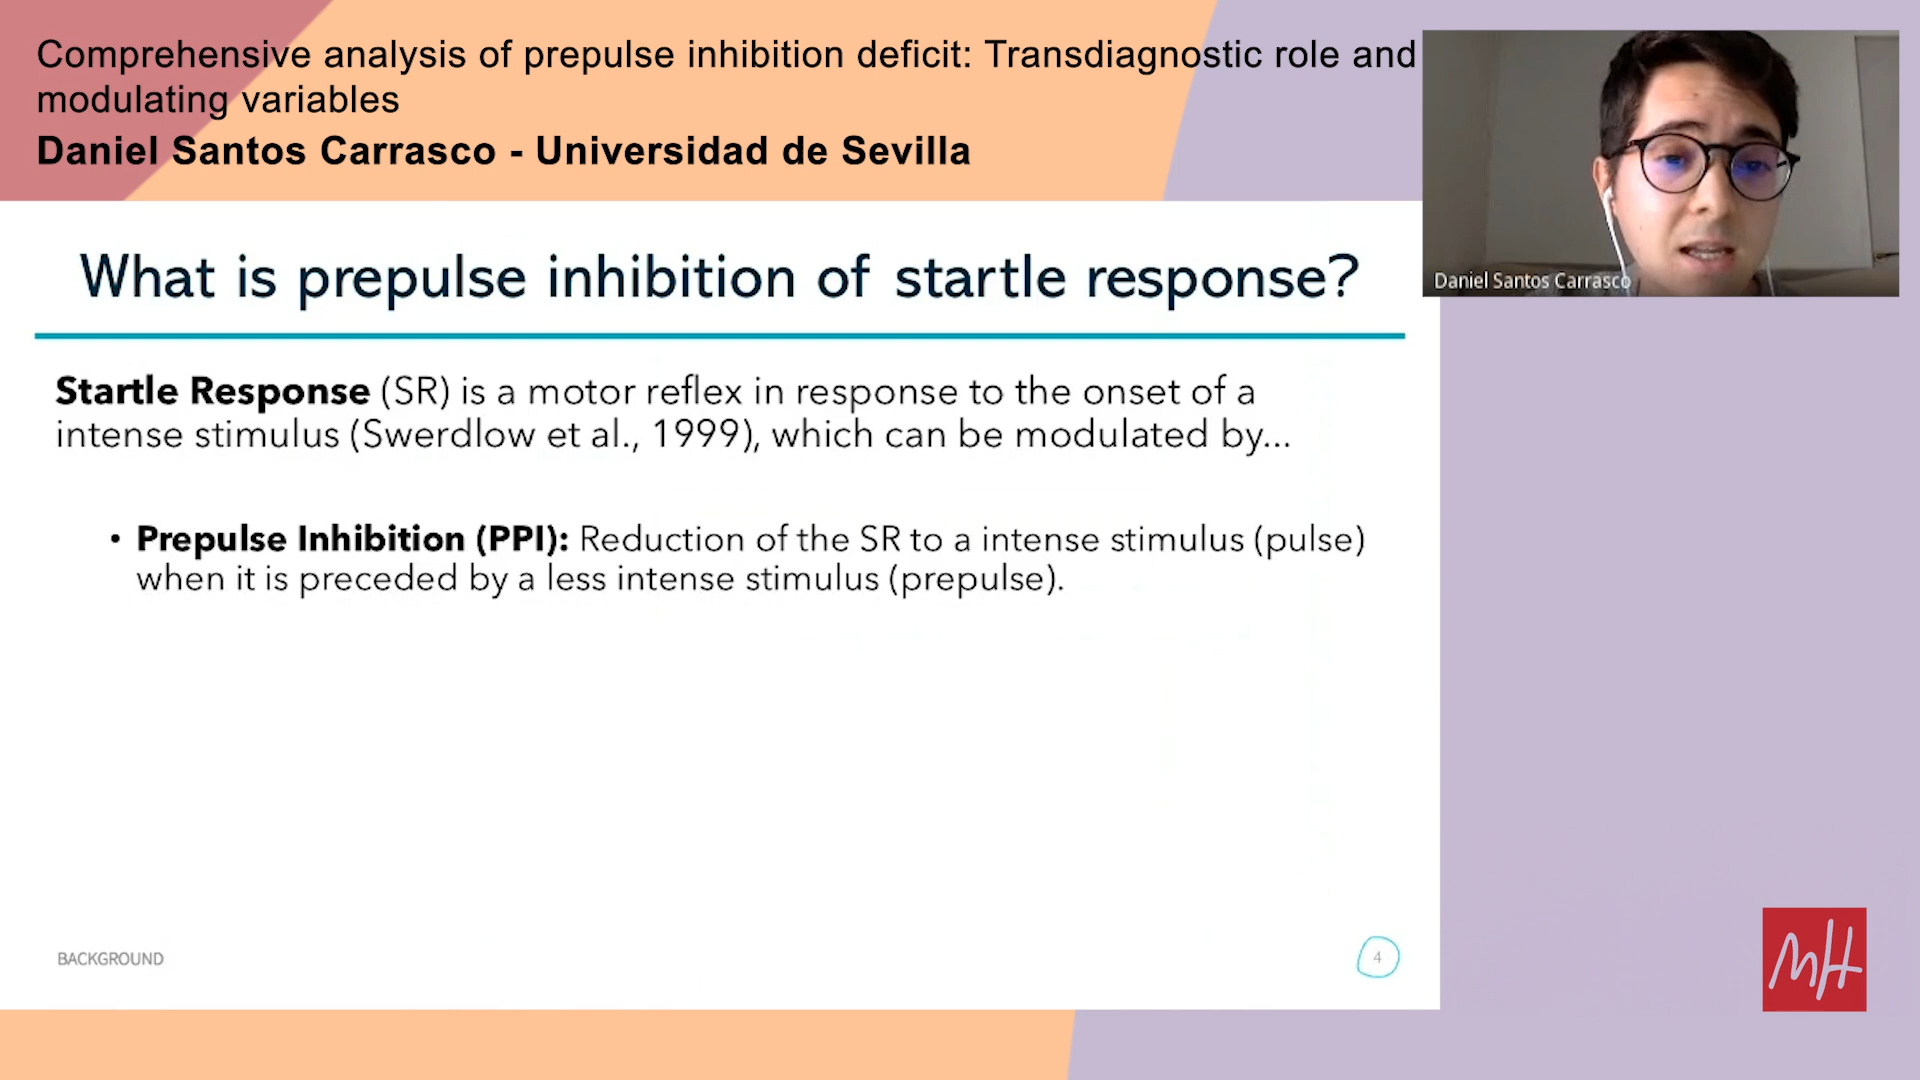 Comprehensive analysis of prepulse inhibition deficit: Transdiagnostic role and
modulating variables
Daniel Santos Carrasco - Universidad de Sevilla
Daniel Santos Carrasco
What is prepulse inhibition of startle response?
Startle Response (SR) is a motor reflex in response to the onset of a
intense stimulus (Swerdlow et al., 1999), which can be modulated by...
• Prepulse Inhibition (PPI): Reduction of the SR to a intense stimulus (pulse)
when it is preceded by a less intense stimulus (prepulse).
BACKGROUND
4
MH